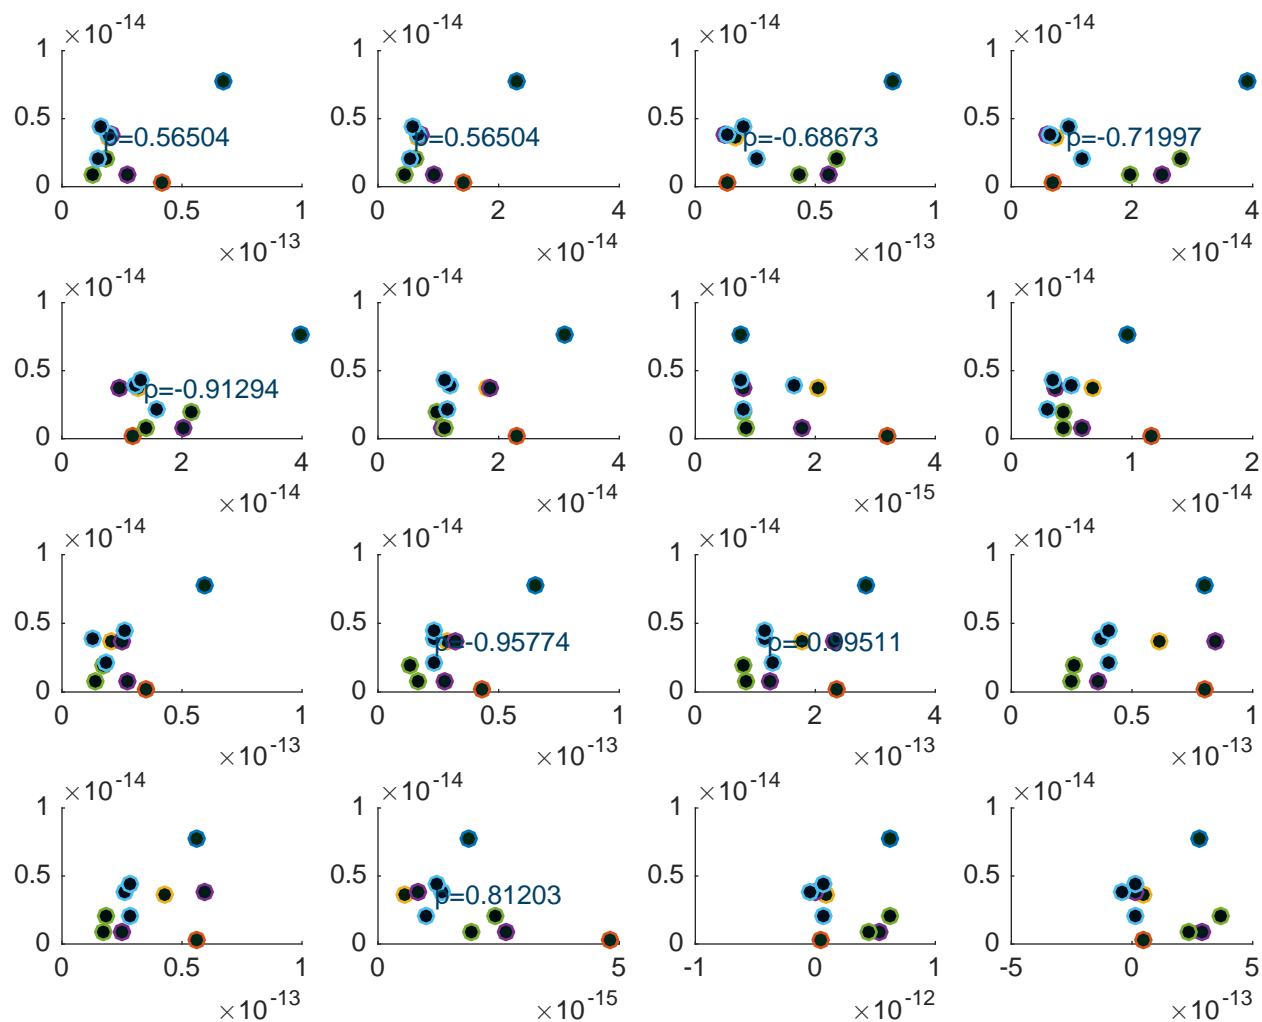 ×10-14 ×10-14 ×10-14 ×10-14
1 1 1 1
0.5 p=0.56504 0.5 p=0.56504 0.5 p=-0.68673 0.5 p=-0.71997
0 0 0 0
0 0.5 1 0 2 4 0 0.5 1 0 2 4
×10-13 ×10-14 ×10-13 ×10-14
×10-14 ×10-14 ×10-14 ×10-14
1 1 1 1
0.5 p=-0.91294 0.5 0.5 0.5
0 0 0 0
0 2 4 0 2 4 0 2 4 0 1 2
×10-14 ×10-14 ×10-15 ×10-14
×10-14 ×10-14 ×10-14 ×10-14
1 1 1 1
0.5 0.5 p=-0.95774 0.5 p=-0.99511 0.5
0 0 0 0
0 0.5 1 0 0.5 1 0 2 4 0 0.5 1
×10-13 ×10-13 ×10-13 ×10-13
×10-14 ×10-14 ×10-14 ×10-14
1 1 1 1
0.5 0.5 p=0.81203 0.5 0.5
0 0 0 0
0 0.5 1 0 5 -1 0 1 -5 0 5
×10-13 ×10-15 ×10-12 ×10-13